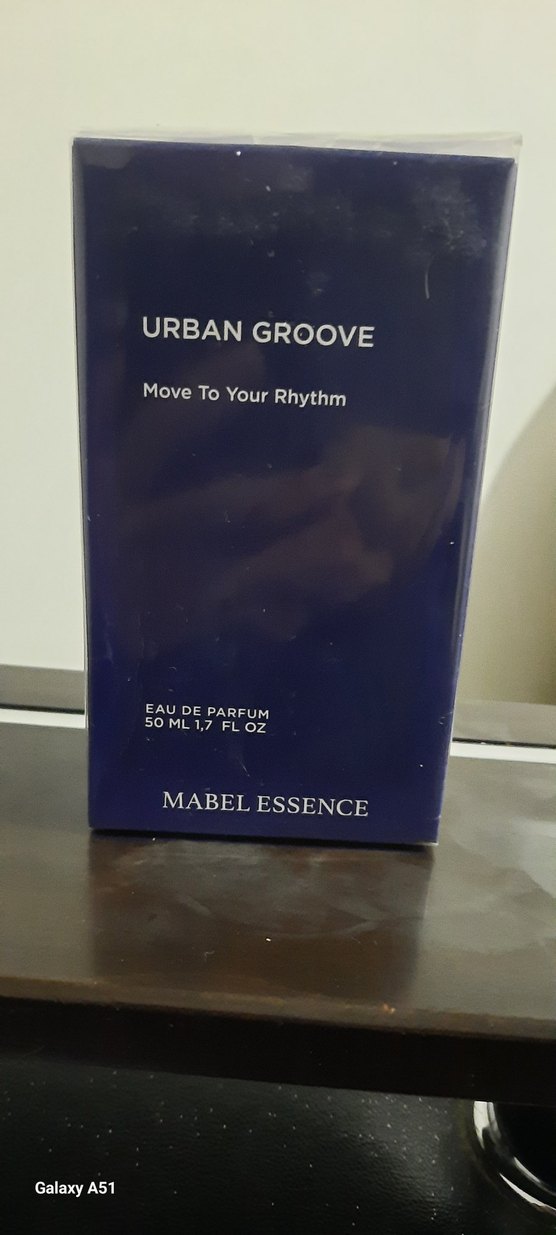 URBAN GROOVE
Move To Your Rhythm
EAU DE PARFUM
50 ML 1,7 FL OZ
MABEL ESSENCE
Galaxy A51